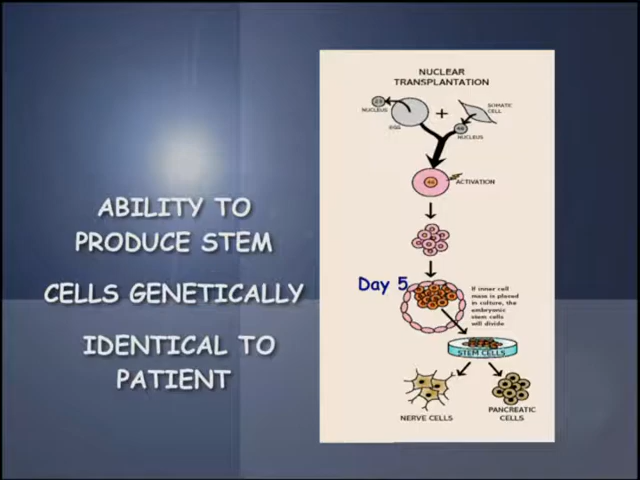 ABILITY TO
PRODUCE STEM
CELLS GENETICALLY
IDENTICAL TO
PATIENT
NUCLEAR
TRANSPLANTATION
NUCLEUS
EGG
+
SOMATIC
CELL
NUCLEUS
ACTIVATION
Day 5
If inner cell
mass is placed
in culture, the
embryonic
stem cells
will divide
STEM CELLS
NERVE CELLS
PANCREATIC
CELLS